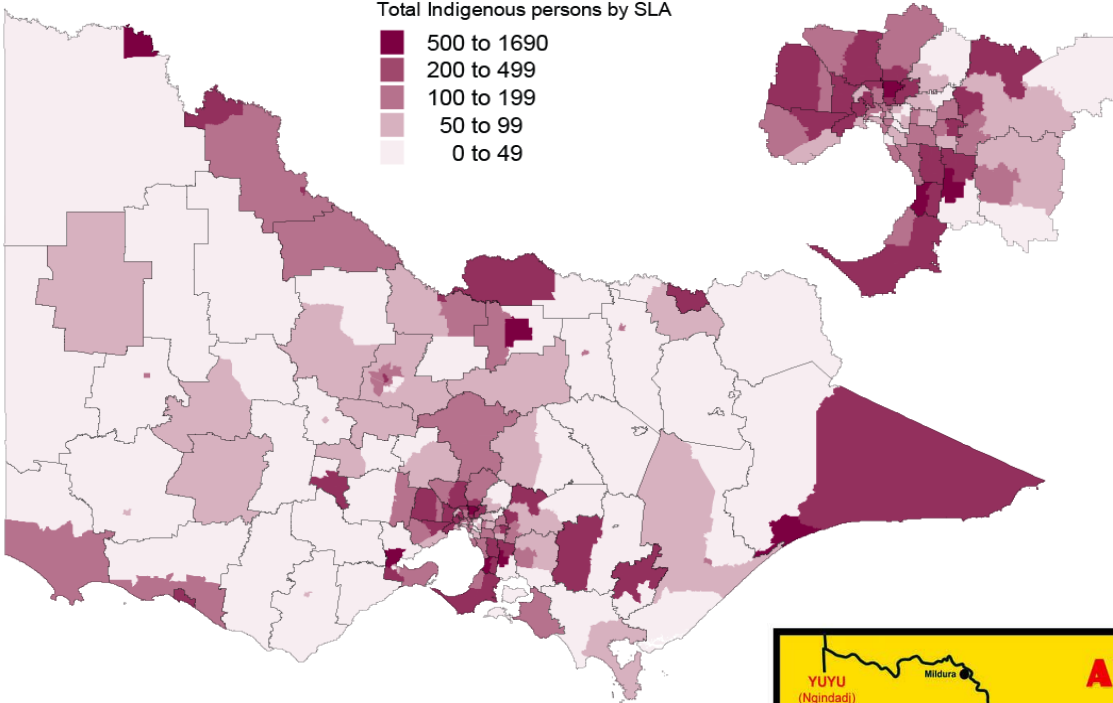 Total Indigenous persons by SLA
500 to 1690
200 to 499
100 to 199
50 to 99
0 to 49
Mildura
A
YUYU
(Ngindadj)